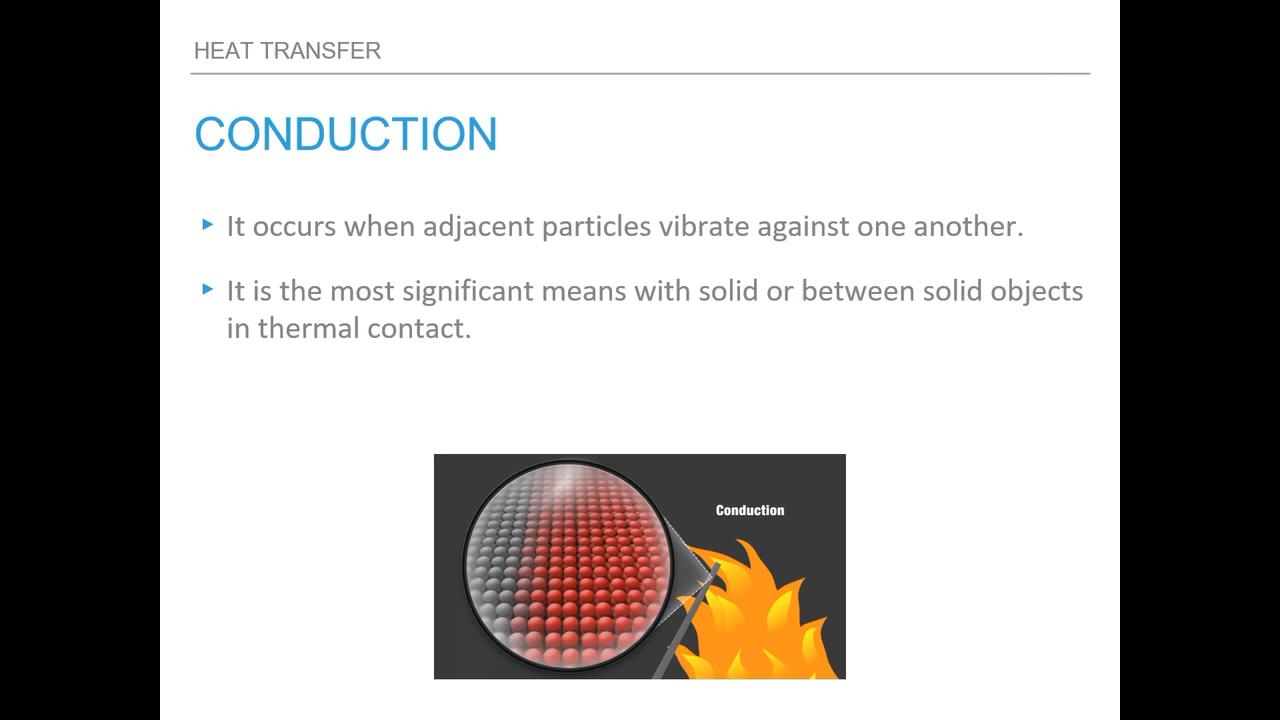 HEAT TRANSFER
CONDUCTION
It occurs when adjacent particles vibrate against one another.
It is the most significant means with solid or between solid objects
in thermal contact.
Conduction